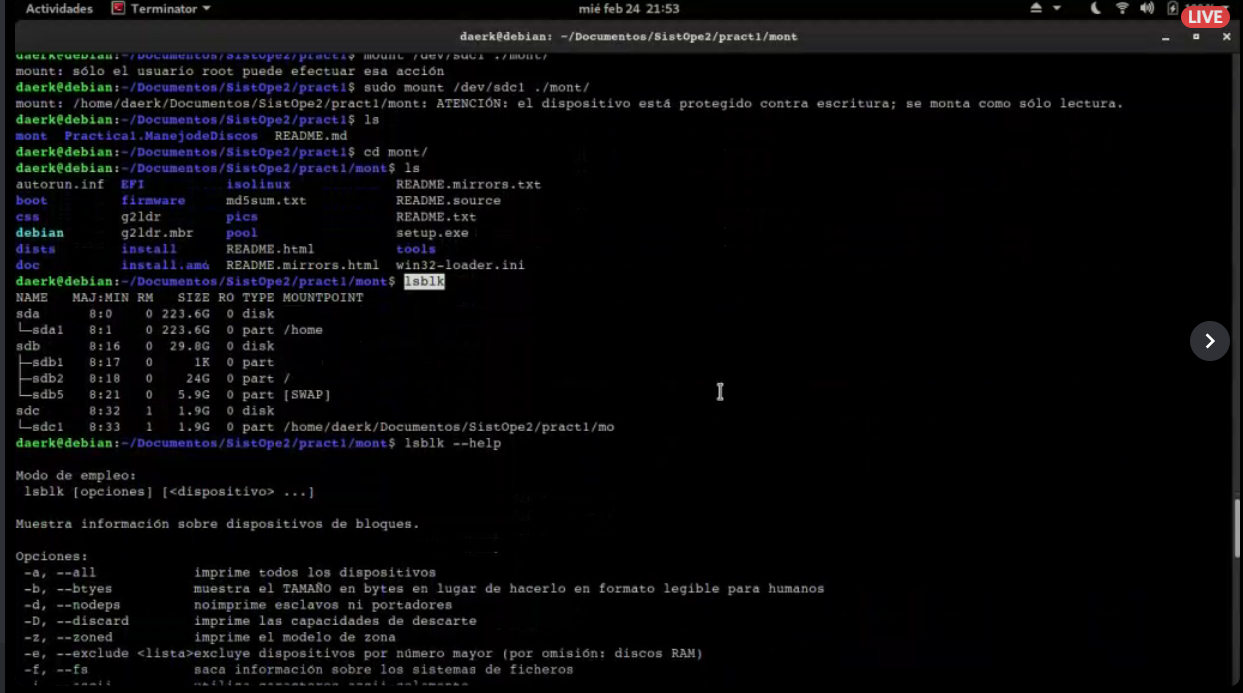 Actividades Terminator mié feb 24 21:53
LIVE
daerk@debian: ~/Documentos/SistOpe2/pract1/mont
daerk@debian:~/Documentos/SistOpe2/pract1$ mount /dev/sdc1 ./mont/
mount: sólo el usuario root puede efectuar esa acción
daerk@debian:~/Documentos/SistOpe2/pract1$ sudo mount /dev/sdc1 ./mont/
mount: /home/daerk/Documentos/SistOpe2/pract1/mont: ATENCIÓN: el dispositivo está protegido contra escritura; se monta como sólo lectura.
daerk@debian:~/Documentos/SistOpe2/pract1$ ls
mont Practica1.ManejodeDiscos README.md
daerk@debian:~/Documentos/SistOpe2/pract1$ cd mont/
daerk@debian:~/Documentos/SistOpe2/pract1/mont$ ls
autorun.inf EFI isolinux README.mirrors.txt
boot firmware md5sum.txt README.source
css g2ldr pics README.txt
debian g2ldr.mbr pool setup.exe
dists install README.html tools
doc install.amd README.mirrors.html win32-loader.ini
daerk@debian:~/Documentos/SistOpe2/pract1/mont$ lsblk
NAME MAJ:MIN RM SIZE RO TYPE MOUNTPOINT
sda 8:0 0 223.6G 0 disk
└─sda1 8:1 0 223.6G 0 part /home
sdb 8:16 0 29.8G 0 disk
├─sdb1 8:17 0 1K 0 part
├─sdb2 8:18 0 24G 0 part /
└─sdb5 8:21 0 5.9G 0 part [SWAP]
sdc 8:32 1 1.9G 0 disk
└─sdc1 8:33 1 1.9G 0 part /home/daerk/Documentos/SistOpe2/pract1/mo
daerk@debian:~/Documentos/SistOpe2/pract1/mont$ lsblk --help
Modo de empleo:
lsblk [opciones] [<dispositivo> ...]
Muestra información sobre dispositivos de bloques.
Opciones:
-a, --all imprime todos los dispositivos
-b, --btyes muestra el TAMAÑO en bytes en lugar de hacerlo en formato legible para humanos
-d, --nodeps noimprime esclavos ni portadores
-D, --discard imprime las capacidades de descarte
-z, --zoned imprime el modelo de zona
-e, --exclude <lista>excluye dispositivos por número mayor (por omisión: discos RAM)
-f, --fs saca información sobre los sistemas de ficheros